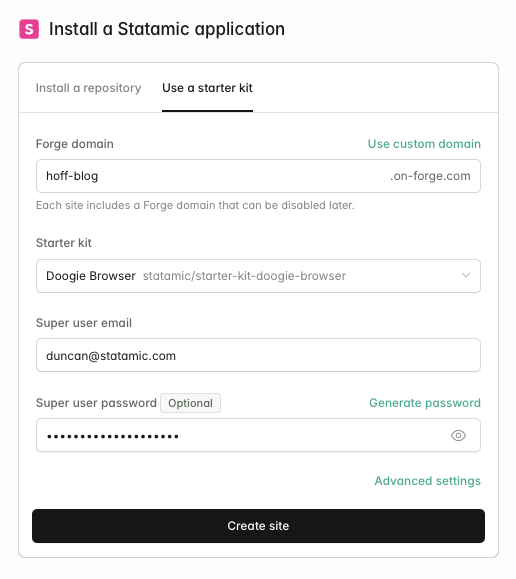 S Install a Statamic application
Install a repository Use a starter kit
Forge domain Use custom domain
hoff-blog .on-forge.com
Each site includes a Forge domain that can be disabled later.
Starter kit
Doogie Browser statamic/starter-kit-doogie-browser
Super user email
duncan@statamic.com
Super user password Optional Generate password
••••••••••••••••••••
Advanced settings
Create site